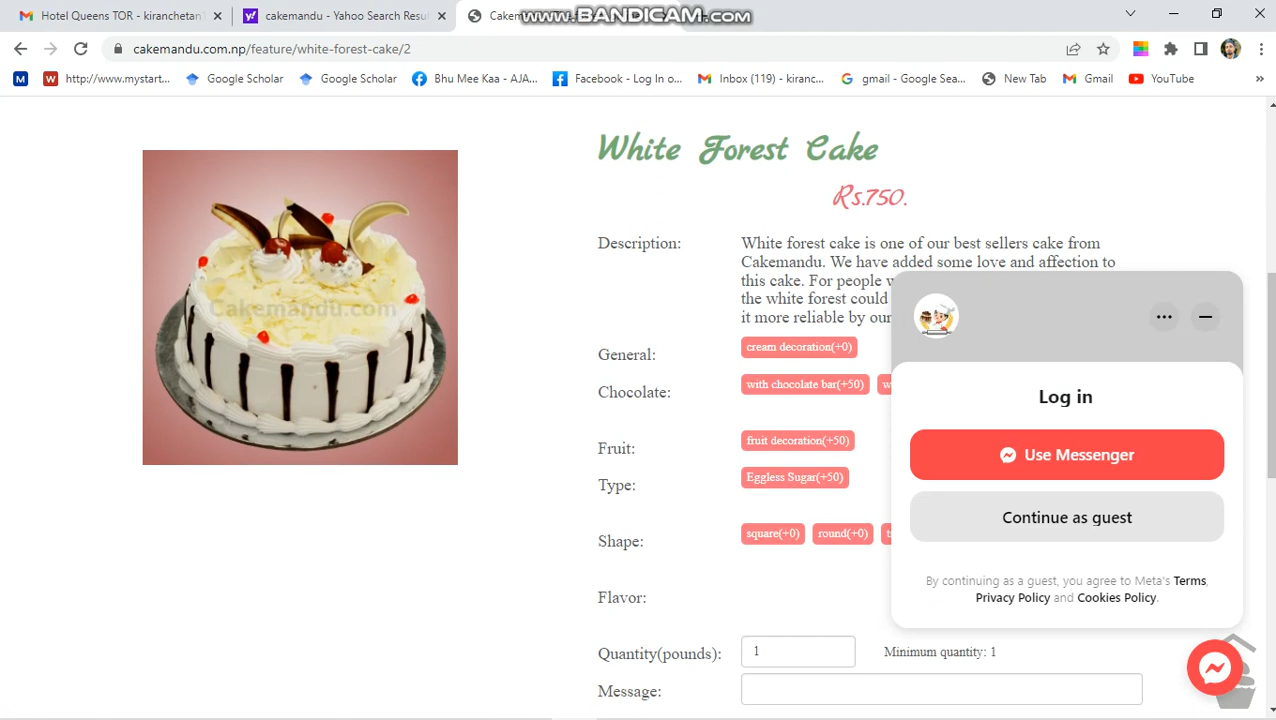 Hotel Queens TOR - kiranchetan
cakemandu - Yahoo Search Result
Cakem
www.BANDICAM.com
cakemandu.com.np/feature/white-forest-cake/2
http://www.mystart...
Google Scholar
Google Scholar
Bhu Mee Kaa - AJA...
Facebook - Log In o...
Inbox (119) - kiranc...
gmail - Google Sea...
New Tab
Gmail
YouTube
»
White Forest Cake
Rs.750.
Cakemandu.com
Description:
White forest cake is one of our best sellers cake from
Cakemandu. We have added some love and affection to
this cake. For people
the white forest could
it more reliable by our
General:
cream decoration(+0)
Chocolate:
with chocolate bar(+50)
Fruit:
fruit decoration(+50)
Type:
Eggless Sugar(+50)
Shape:
square(+0)
round(+0)
Flavor:
Quantity(pounds):
1
Minimum quantity: 1
Message:
Log in
Use Messenger
Continue as guest
By continuing as a guest, you agree to Meta's Terms,
Privacy Policy and Cookies Policy.